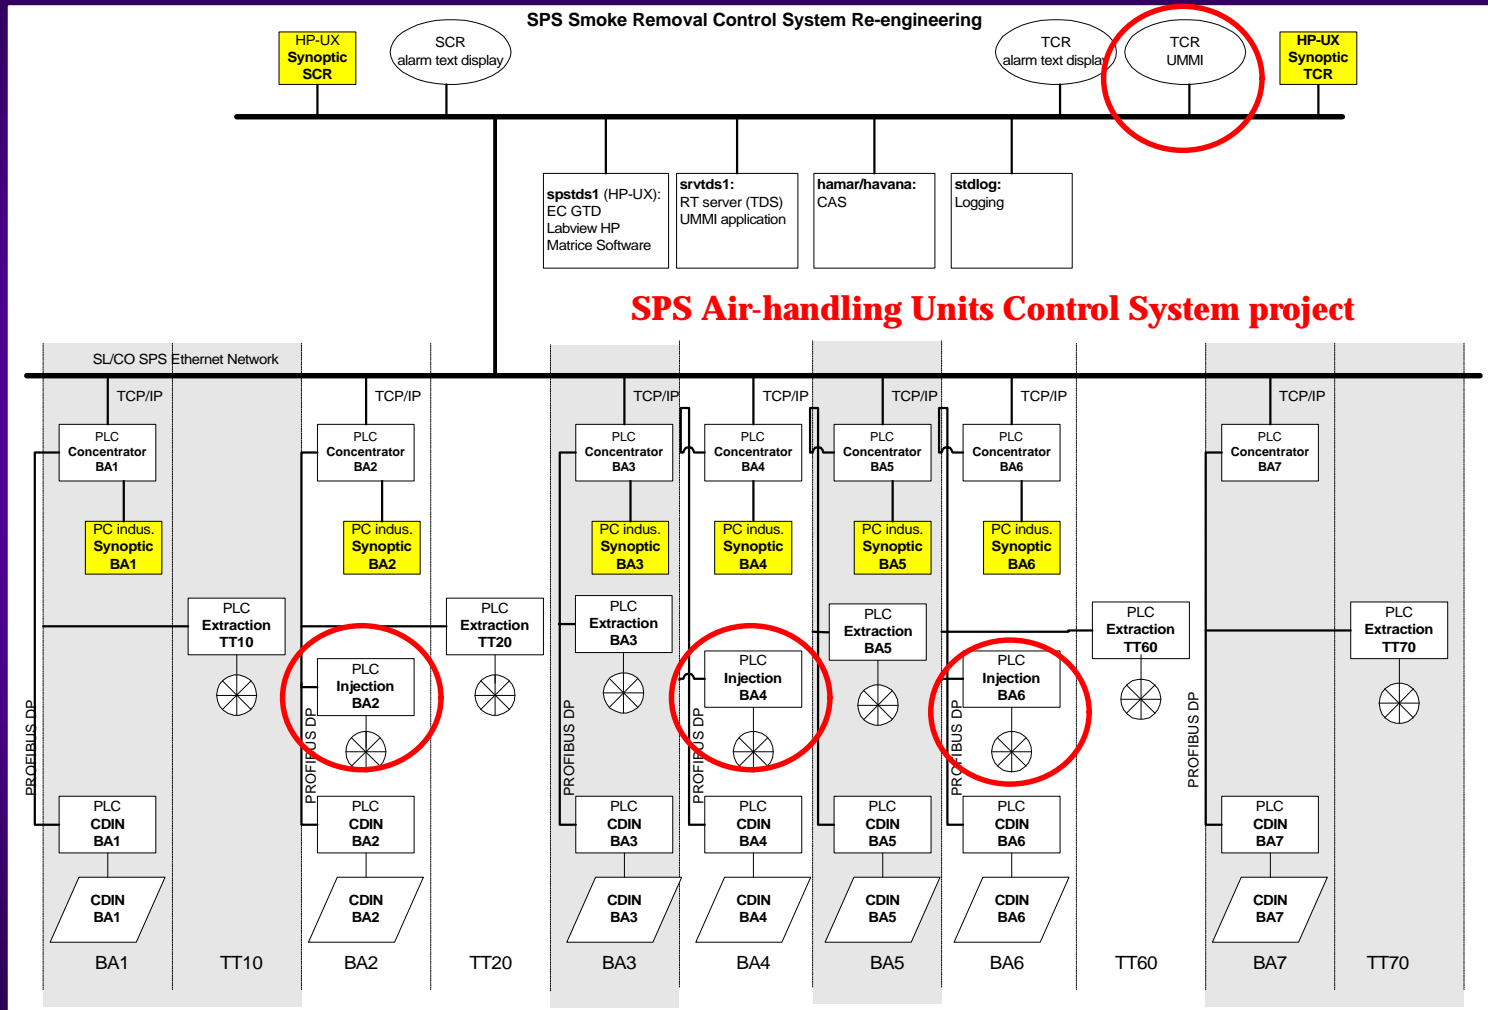 SPS Smoke Removal Control System Re-engineering
HP-UX
Synoptic
SCR
SCR
alarm text display
TCR
alarm text display
TCR
UMMI
HP-UX
Synoptic
TCR
spstds1 (HP-UX):
EC GTD
Labview HP
Matrice Software
srvtds1:
RT server (TDS)
UMMI application
hamar/havana:
CAS
stdlog:
Logging
SPS Air-handling Units Control System project
SL/CO SPS Ethernet Network
TCP/IP
TCP/IP
TCP/IP
TCP/IP
TCP/IP
TCP/IP
TCP/IP
PLC
Concentrator
BA1
PLC
Concentrator
BA2
PLC
Concentrator
BA3
PLC
Concentrator
BA4
PLC
Concentrator
BA5
PLC
Concentrator
BA6
PLC
Concentrator
BA7
PC indus.
Synoptic
BA1
PC indus.
Synoptic
BA2
PC indus.
Synoptic
BA3
PC indus.
Synoptic
BA4
PC indus.
Synoptic
BA5
PC indus.
Synoptic
BA6
PLC
Extraction
TT10
PLC
Extraction
TT20
PLC
Extraction
BA3
PLC
Extraction
BA5
PLC
Extraction
TT60
PLC
Extraction
TT70
PLC
Injection
BA2
PLC
Injection
BA4
PLC
Injection
BA6
PROFIBUS DP
PROFIBUS DP
PROFIBUS DP
PROFIBUS DP
PROFIBUS DP
PROFIBUS DP
PLC
CDIN
BA1
PLC
CDIN
BA2
PLC
CDIN
BA3
PLC
CDIN
BA4
PLC
CDIN
BA5
PLC
CDIN
BA6
PLC
CDIN
BA7
CDIN
BA1
CDIN
BA2
CDIN
BA3
CDIN
BA4
CDIN
BA5
CDIN
BA6
CDIN
BA7
BA1
TT10
BA2
TT20
BA3
BA4
BA5
BA6
TT60
BA7
TT70